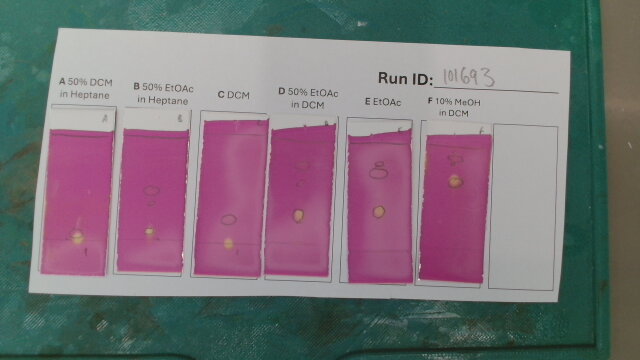 Run ID: 101693
A 50% DCM
in Heptane
B 50% EtOAc
in Heptane
C DCM
D 50% EtOAc
in DCM
E EtOAc
F 10% MeOH
in DCM
A
B
C
E
F